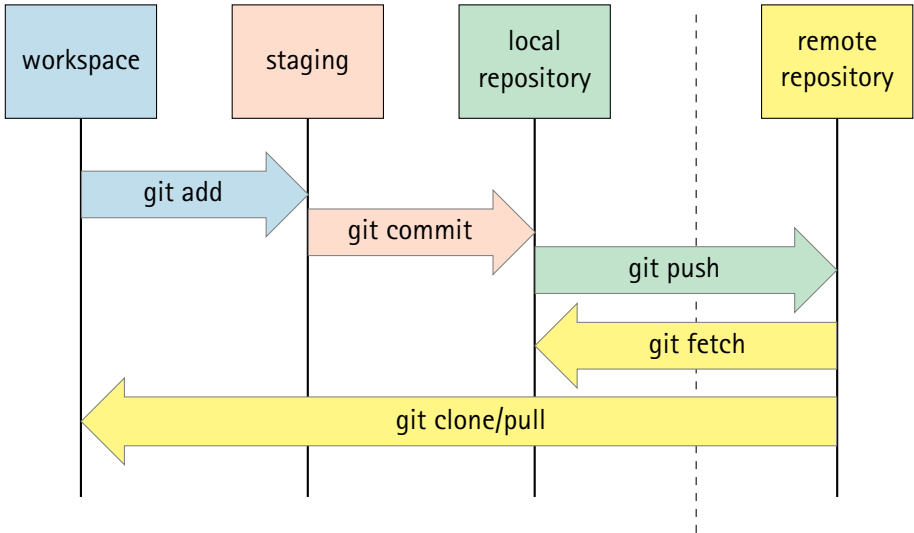 workspace
staging
local
repository
remote
repository
git add
git commit
git push
git fetch
git clone/pull